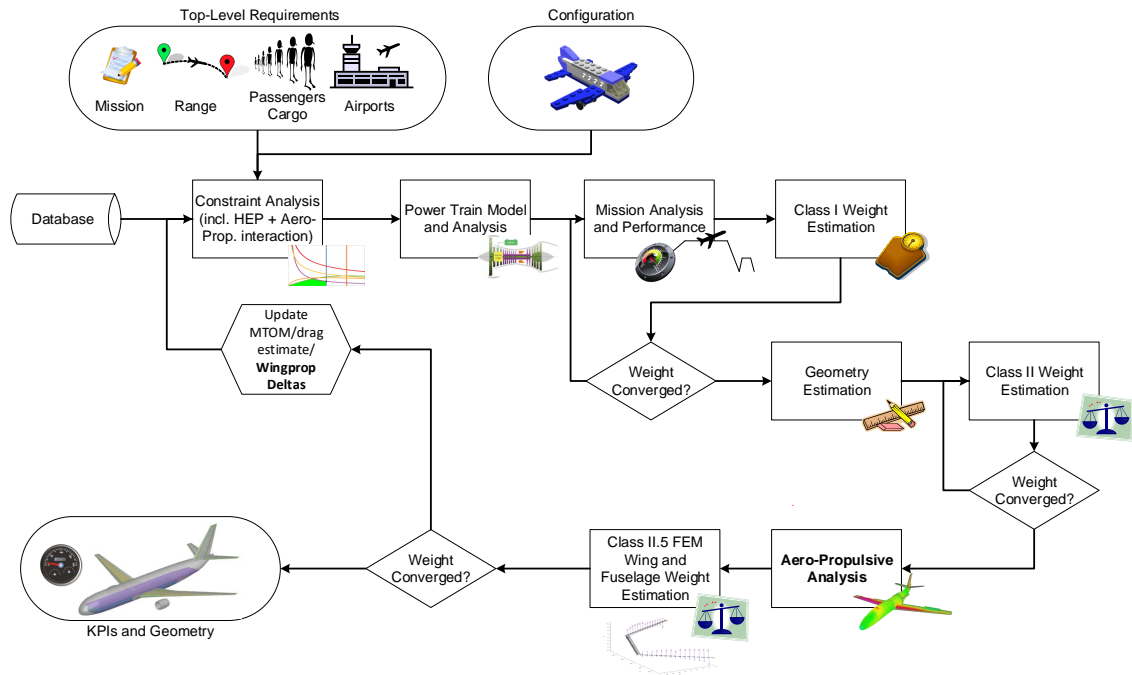 Top-Level Requirements
Configuration
Mission
Range
Passengers
Cargo
Airports
Database
Constraint Analysis
(incl. HEP + Aero-
Prop. interaction)
Power Train Model
and Analysis
Mission Analysis
and Performance
Class I Weight
Estimation
Update
MTOM/drag
estimate/
Wingprop
Deltas
Weight
Converged?
Geometry
Estimation
Class II Weight
Estimation
Weight
Converged?
Aero-Propulsive
Analysis
Class II.5 FEM
Wing and
Fuselage Weight
Estimation
Weight
Converged?
KPIs and Geometry